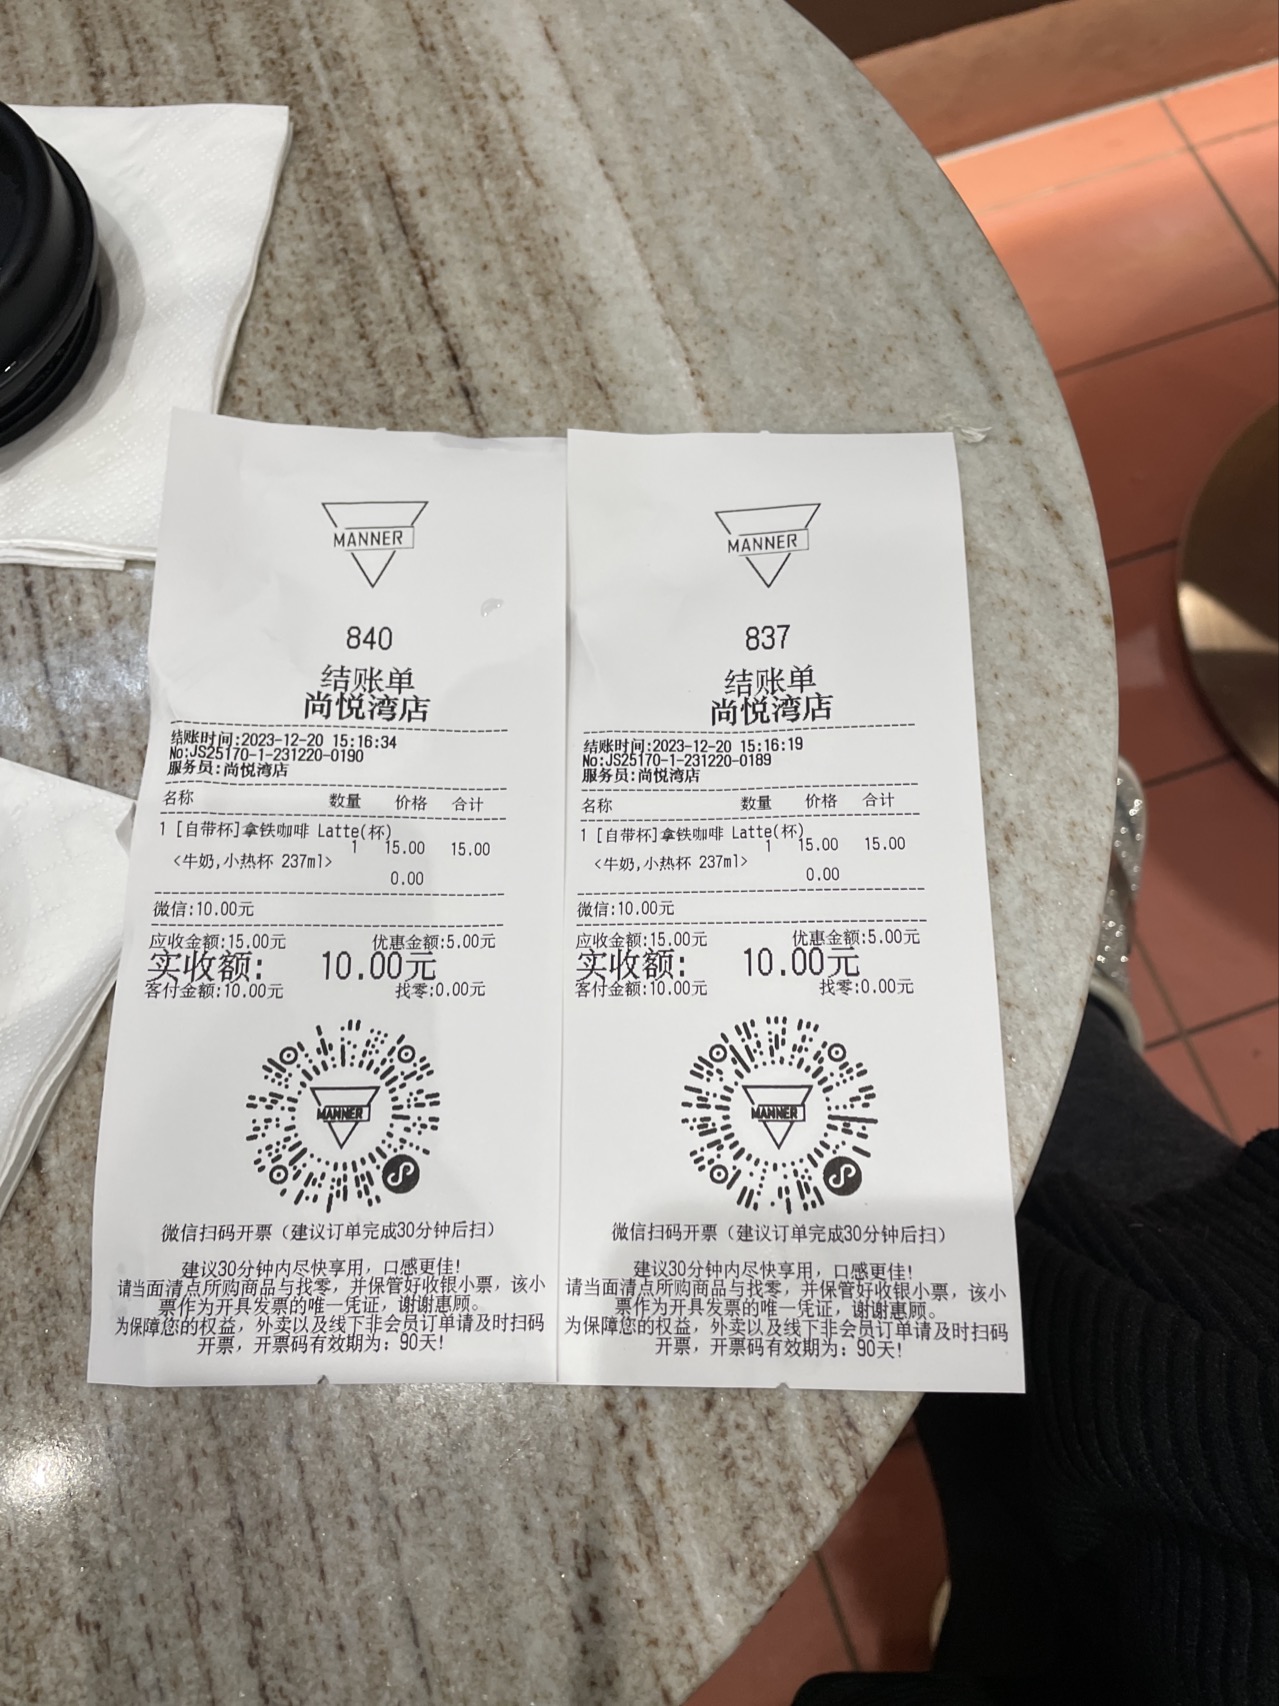 MANNER
840
结账单
尚悦湾店
结账时间:2023-12-20 15:16:34
No:JS25170-1-231220-0190
服务员:尚悦湾店
名称 数量 价格 合计
1 [自带杯]拿铁咖啡 Latte(杯)
1 15.00 15.00
<牛奶,小热杯 237ml>
0.00
微信:10.00元
应收金额:15.00元 优惠金额:5.00元
实收额: 10.00元
客付金额:10.00元 找零:0.00元
MANNER
微信扫码开票（建议订单完成30分钟后扫）
建议30分钟内尽快享用，口感更佳!
请当面清点所购商品与找零，并保管好收银小票，该小
票作为开具发票的唯一凭证，谢谢惠顾。
为保障您的权益，外卖以及线下非会员订单请及时扫码
开票，开票码有效期为：90天!
MANNER
837
结账单
尚悦湾店
结账时间:2023-12-20 15:16:19
No:JS25170-1-231220-0189
服务员:尚悦湾店
名称 数量 价格 合计
1 [自带杯]拿铁咖啡 Latte(杯)
1 15.00 15.00
<牛奶,小热杯 237ml>
0.00
微信:10.00元
应收金额:15.00元 优惠金额:5.00元
实收额: 10.00元
客付金额:10.00元 找零:0.00元
MANNER
微信扫码开票（建议订单完成30分钟后扫）
建议30分钟内尽快享用，口感更佳!
请当面清点所购商品与找零，并保管好收银小票，该小
票作为开具发票的唯一凭证，谢谢惠顾。
为保障您的权益，外卖以及线下非会员订单请及时扫码
开票，开票码有效期为：90天!